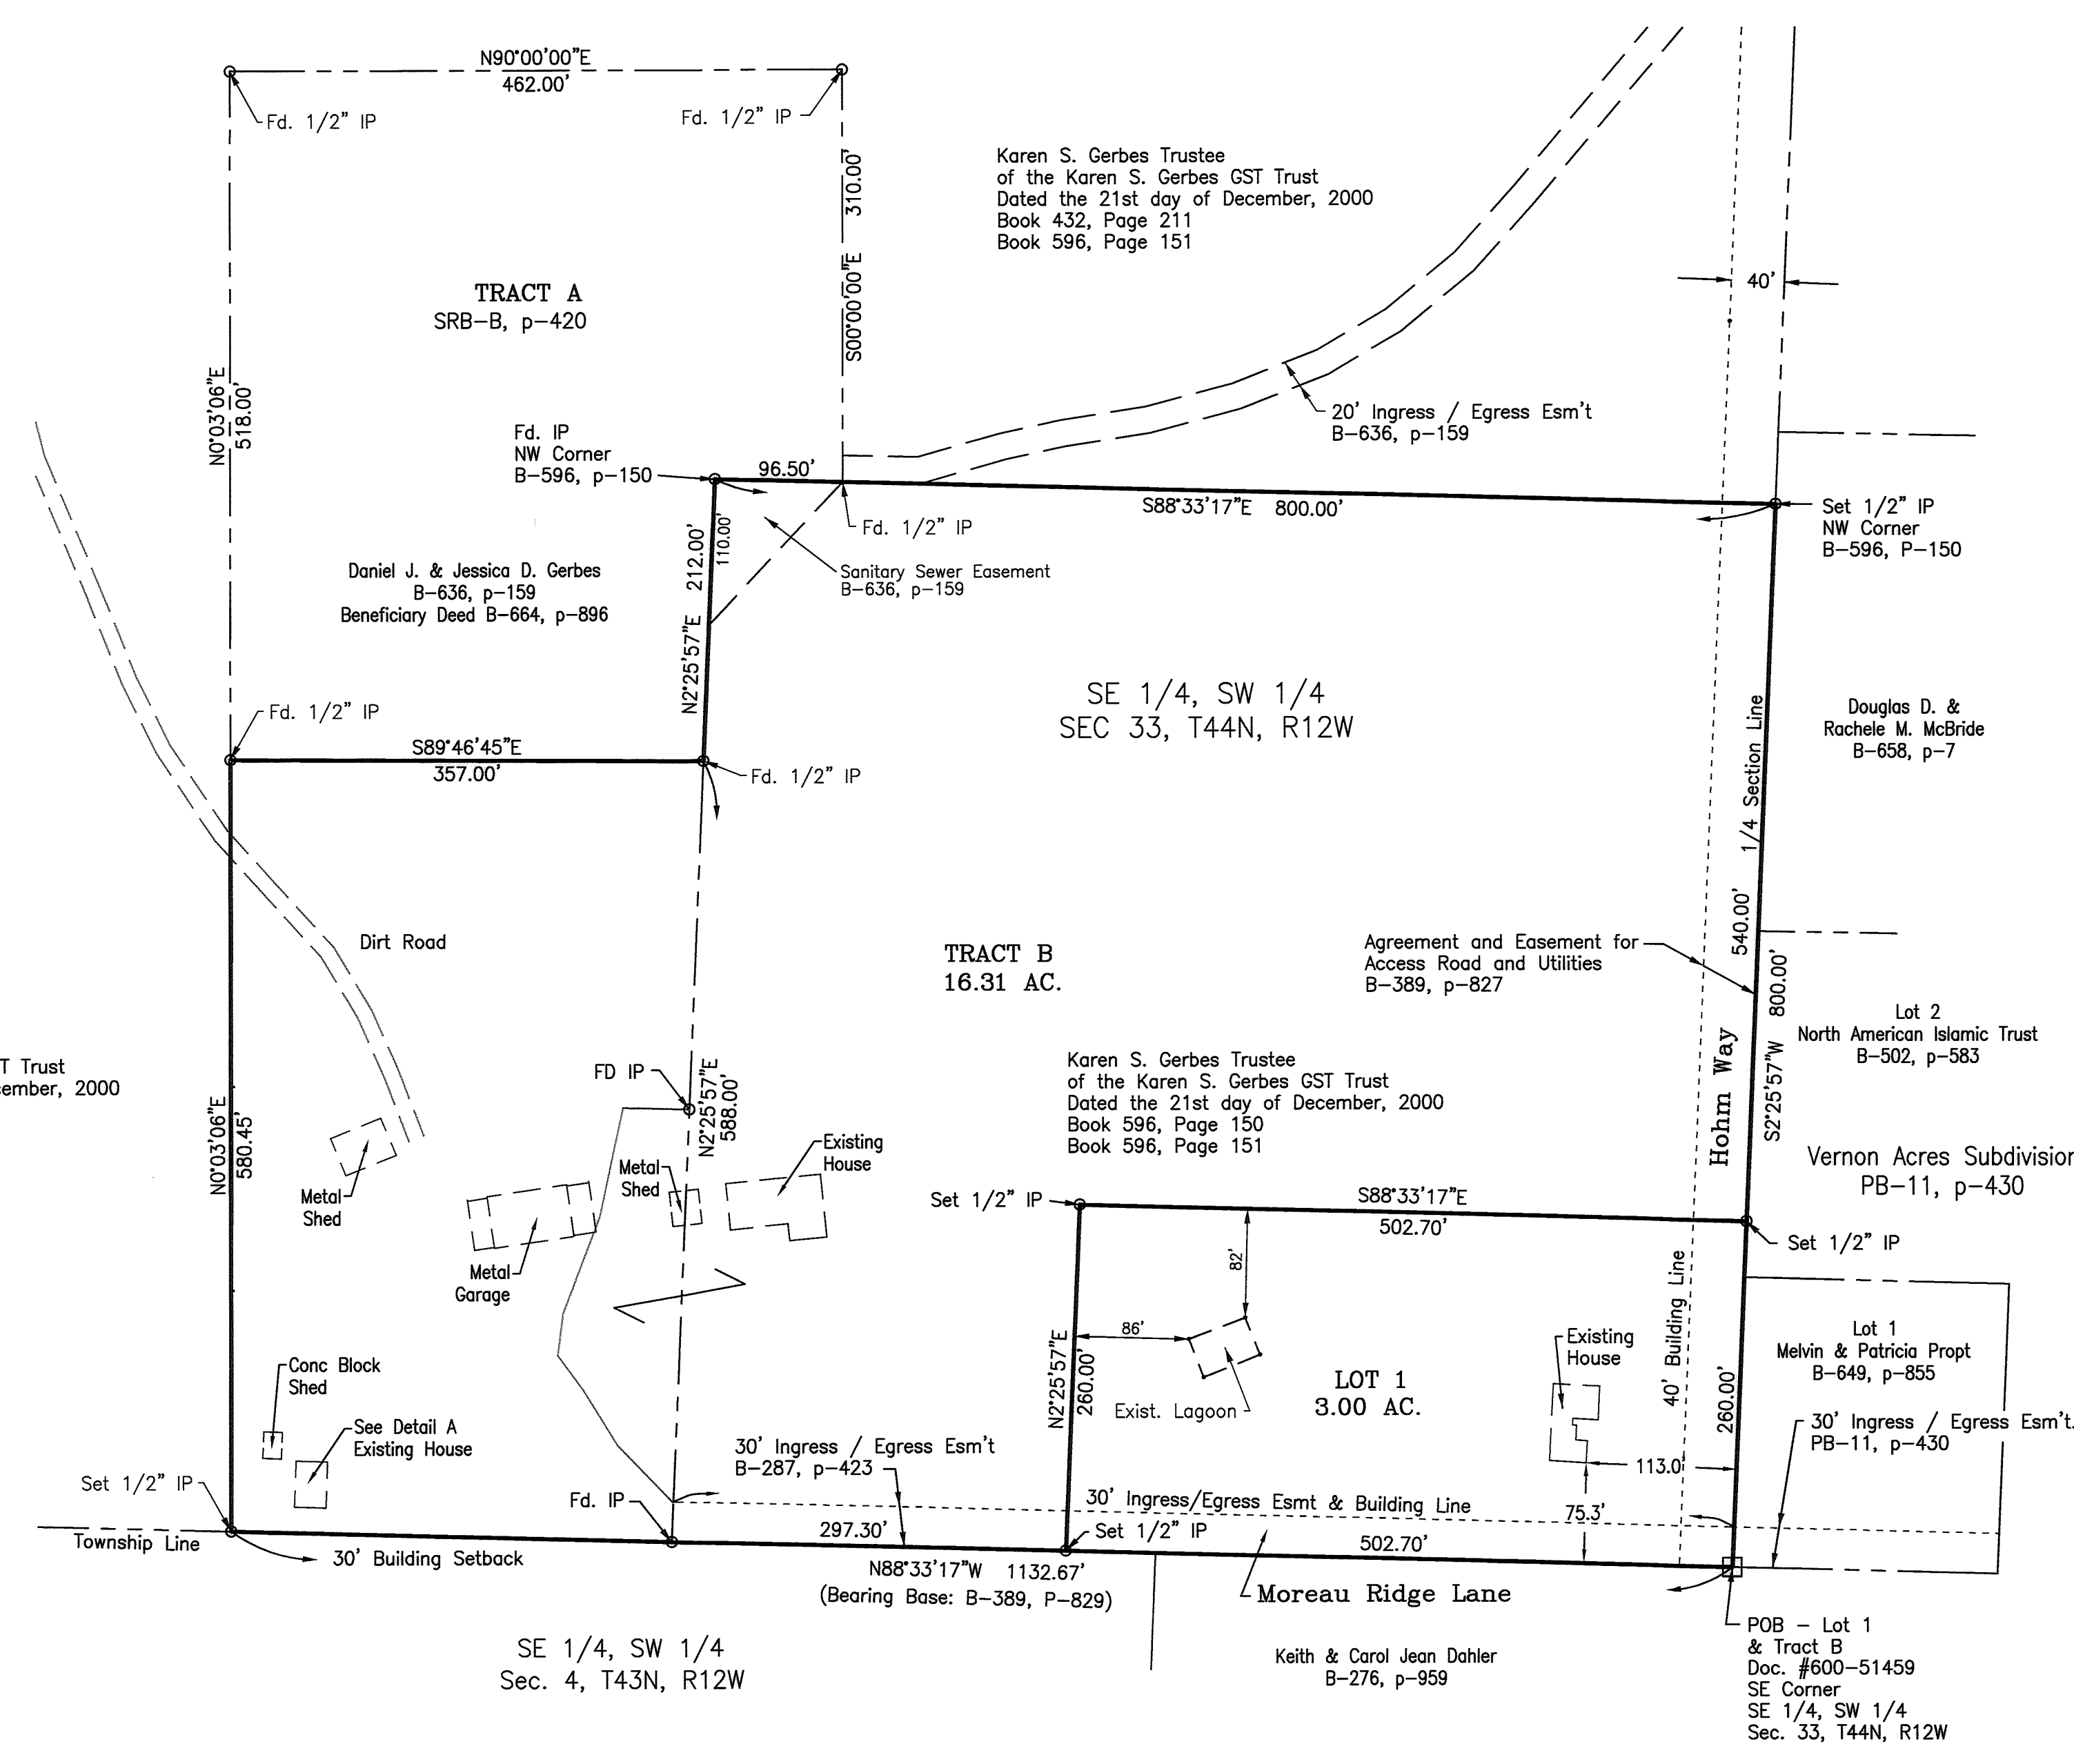 N90°00'00"E
462.00'
Fd. 1/2" IP
Fd. 1/2" IP
310.00'
S00°00'00"E
Karen S. Gerbes Trustee
of the Karen S. Gerbes GST Trust
Dated the 21st day of December, 2000
Book 432, Page 211
Book 596, Page 151
40'
TRACT A
SRB-B, p-420
N0°03'06"E
518.00'
20' Ingress / Egress Esm't
B-636, p-159
Fd. IP
NW Corner
B-596, p-150
96.50'
S88°33'17"E 800.00'
Set 1/2" IP
NW Corner
B-596, P-150
Fd. 1/2" IP
212.00'
110.00'
N2°25'57"E
Sanitary Sewer Easement
B-636, p-159
Daniel J. & Jessica D. Gerbes
B-636, p-159
Beneficiary Deed B-664, p-896
SE 1/4, SW 1/4
SEC 33, T44N, R12W
Douglas D. &
Rachele M. McBride
B-658, p-7
1/4 Section Line
Fd. 1/2" IP
S89°46'45"E
357.00'
Fd. 1/2" IP
Dirt Road
TRACT B
16.31 AC.
Agreement and Easement for
Access Road and Utilities
B-389, p-827
540.00'
S2°25'57"W 800.00'
Lot 2
North American Islamic Trust
B-502, p-583
Hohm Way
T Trust
cember, 2000
FD IP
N2°25'57"E
588.00'
Karen S. Gerbes Trustee
of the Karen S. Gerbes GST Trust
Dated the 21st day of December, 2000
Book 596, Page 150
Book 596, Page 151
N0°03'06"E
580.45'
Vernon Acres Subdivision
PB-11, p-430
Existing
House
Metal
Shed
Metal
Shed
Set 1/2" IP
S88°33'17"E
502.70'
Set 1/2" IP
Metal
Garage
82'
86'
40' Building Line
Existing
House
Lot 1
Melvin & Patricia Propt
B-649, p-855
Conc Block
Shed
N2°25'57"E
260.00'
LOT 1
3.00 AC.
Exist. Lagoon
260.00'
30' Ingress / Egress Esm't.
PB-11, p-430
See Detail A
Existing House
30' Ingress / Egress Esm't
B-287, p-423
113.0'
Set 1/2" IP
Fd. IP
30' Ingress/Egress Esmt & Building Line
75.3'
Township Line
30' Building Setback
297.30'
Set 1/2" IP
502.70'
N88°33'17"W 1132.67'
(Bearing Base: B-389, P-829)
Moreau Ridge Lane
SE 1/4, SW 1/4
Sec. 4, T43N, R12W
Keith & Carol Jean Dahler
B-276, p-959
POB - Lot 1
& Tract B
Doc. #600-51459
SE Corner
SE 1/4, SW 1/4
Sec. 33, T44N, R12W